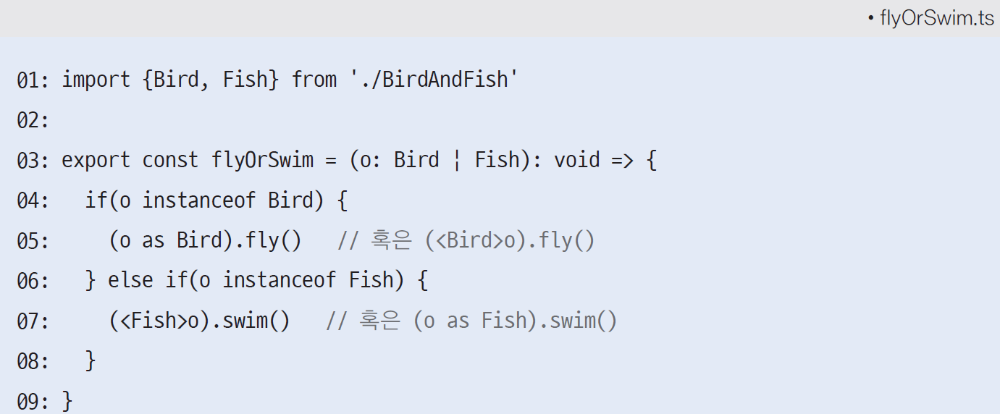 • flyOrSwim.ts
01: import {Bird, Fish} from './BirdAndFish'
02:
03: export const flyOrSwim = (o: Bird ¦ Fish): void => {
04:   if(o instanceof Bird) {
05:     (o as Bird).fly()   // 혹은 (<Bird>o).fly()
06:   } else if(o instanceof Fish) {
07:     (<Fish>o).swim()   // 혹은 (o as Fish).swim()
08:   }
09: }